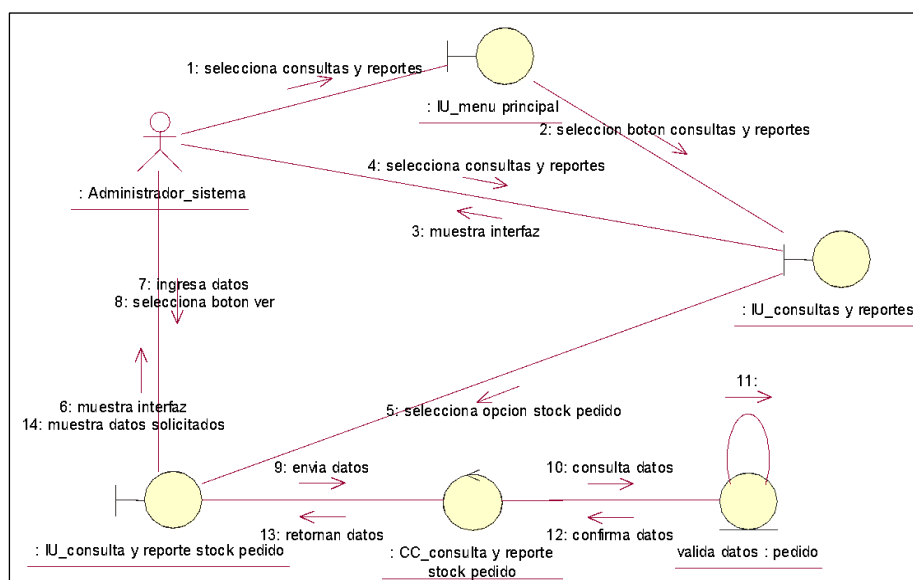 1: selecciona consultas y reportes
: IU_menu principal
2: seleccion boton consultas y reportes
4: selecciona consultas y reportes
: Administrador_sistema
3: muestra interfaz
7: ingresa datos
8: selecciona boton ver
: IU_consultas y reportes
11:
6: muestra interfaz
5: selecciona opcion stock pedido
14: muestra datos solicitados
9: envia datos
10: consulta datos
13: retornan datos
12: confirma datos
: IU_consulta y reporte stock pedido
: CC_consulta y reporte
stock pedido
valida datos : pedido